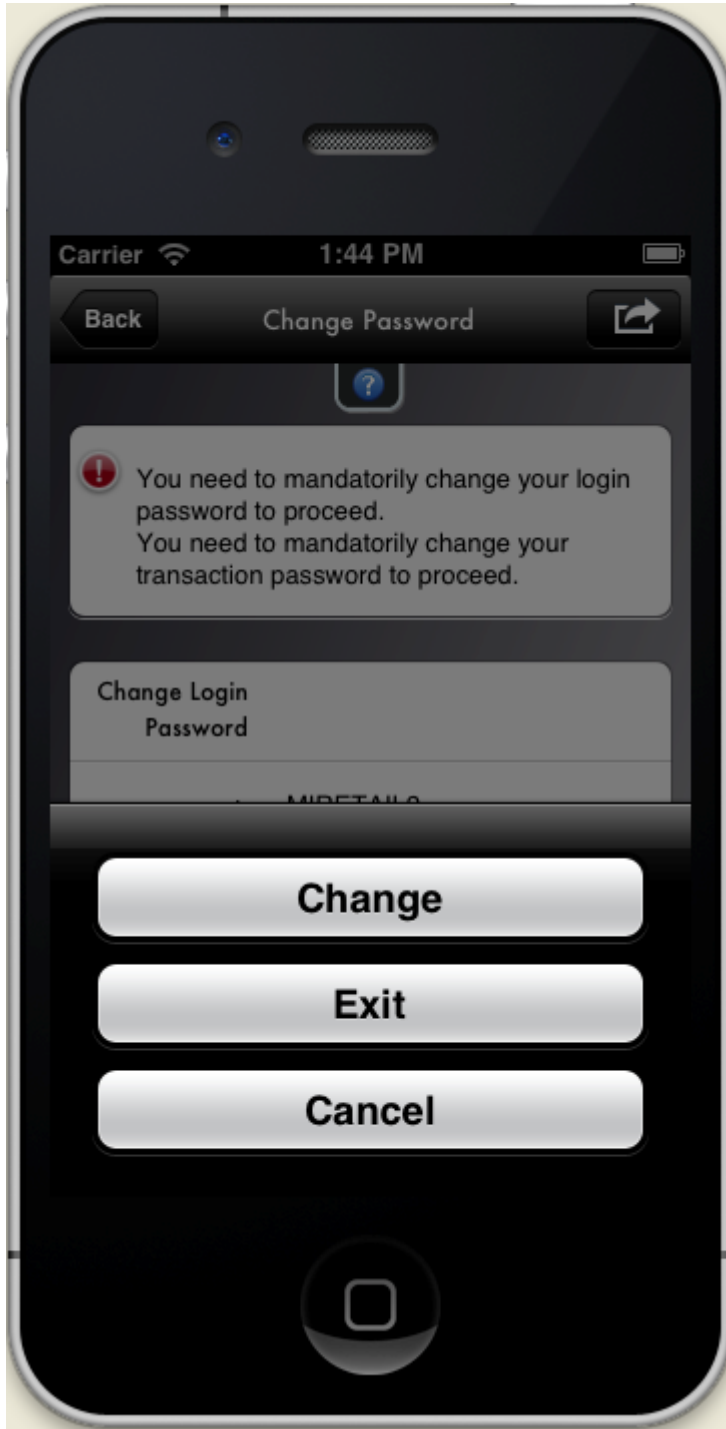 Carrier 1:44 PM
Back Change Password
?
! You need to mandatorily change your login
password to proceed.
You need to mandatorily change your
transaction password to proceed.
Change Login
Password
Change
Exit
Cancel